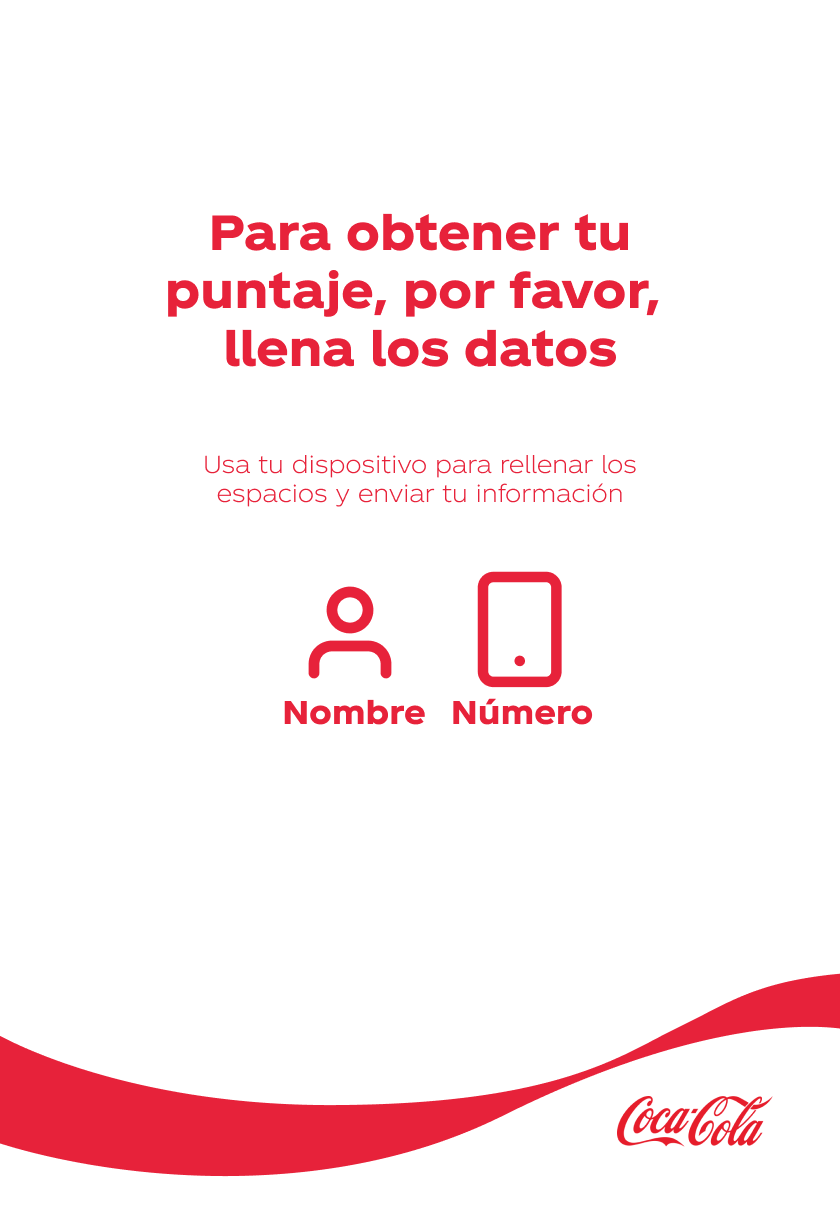 Para obtener tu
puntaje, por favor,
llena los datos
Usa tu dispositivo para rellenar los
espacios y enviar tu información
Nombre Número
Coca-Cola